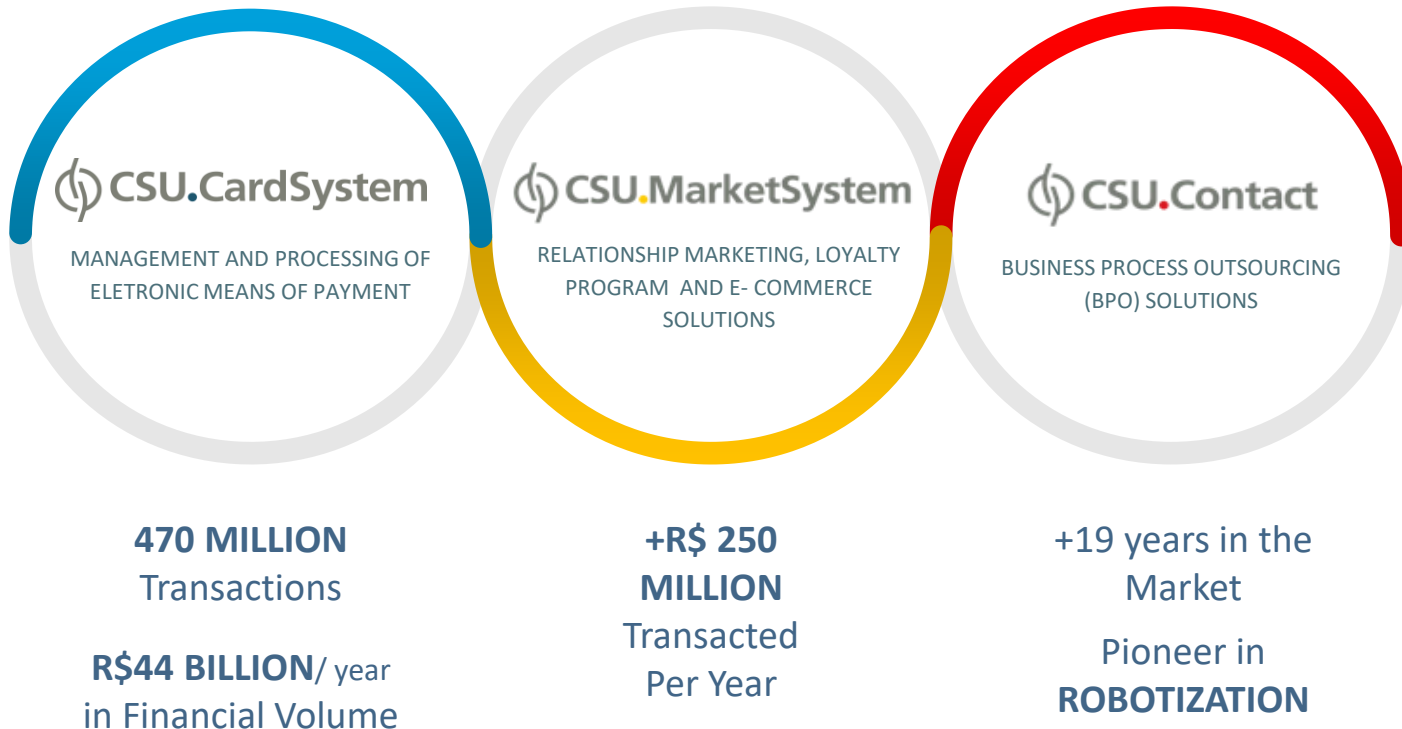 CSU.CardSystem
MANAGEMENT AND PROCESSING OF
ELETRONIC MEANS OF PAYMENT
CSU.MarketSystem
RELATIONSHIP MARKETING, LOYALTY
PROGRAM AND E- COMMERCE
SOLUTIONS
CSU.Contact
BUSINESS PROCESS OUTSOURCING
(BPO) SOLUTIONS
470 MILLION
Transactions
R$44 BILLION/ year
in Financial Volume
+R$ 250
MILLION
Transacted
Per Year
+19 years in the
Market
Pioneer in
ROBOTIZATION